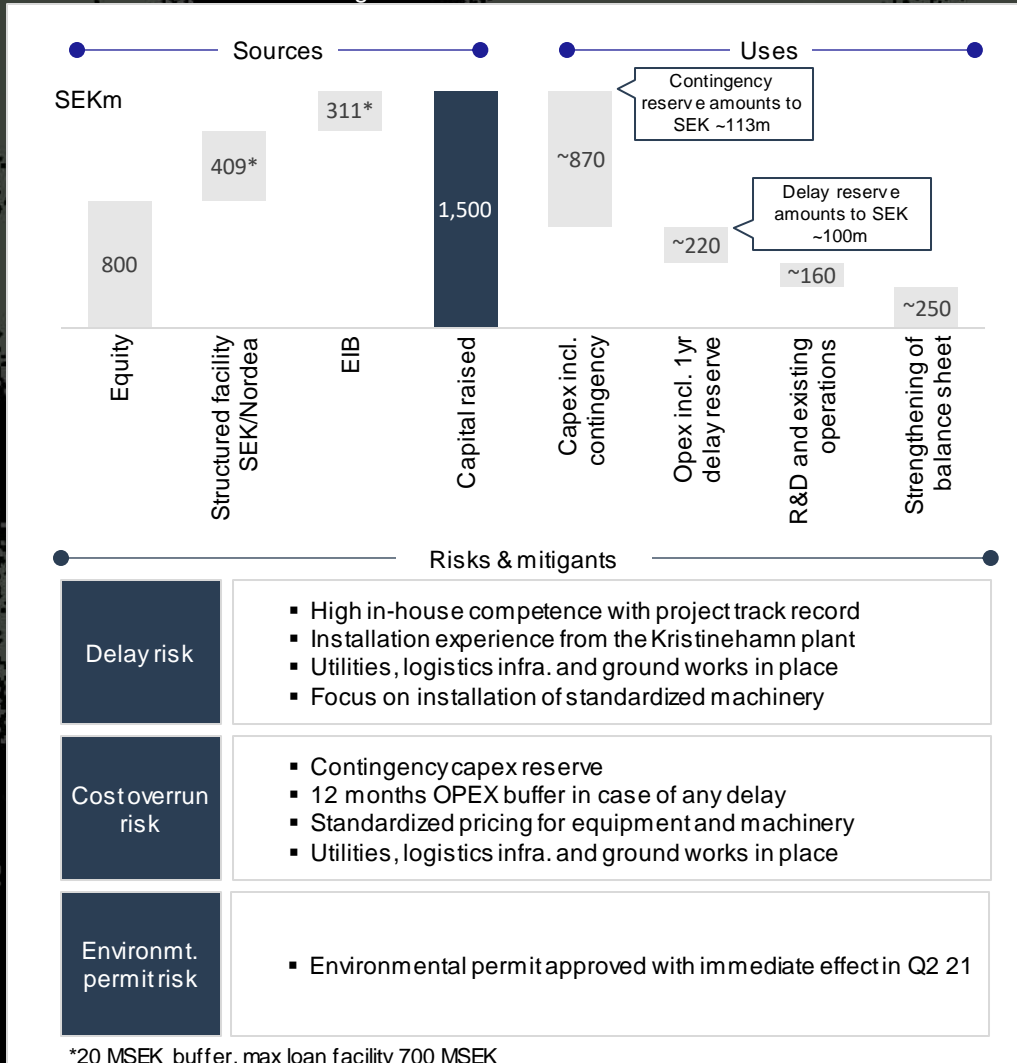 Sources
Uses
SEKm
Contingency
reserve amounts to
SEK ~113m
311*
409*
~870
1,500
Delay reserve
amounts to SEK
~100m
800
~220
~160
~250
Equity
Structured facility
SEK/Nordea
EIB
Capital raised
Capex incl.
contingency
Opex incl. 1yr
delay reserve
R&D and existing
operations
Strengthening of
balance sheet
Risks & mitigants
Delay risk
▪ High in-house competence with project track record
▪ Installation experience from the Kristinehamn plant
▪ Utilities, logistics infra. and ground works in place
▪ Focus on installation of standardized machinery
Cost overrun
risk
▪ Contingency capex reserve
▪ 12 months OPEX buffer in case of any delay
▪ Standardized pricing for equipment and machinery
▪ Utilities, logistics infra. and ground works in place
Environmt.
permit risk
▪ Environmental permit approved with immediate effect in Q2 21
*20 MSEK buffer, max loan facility 700 MSEK